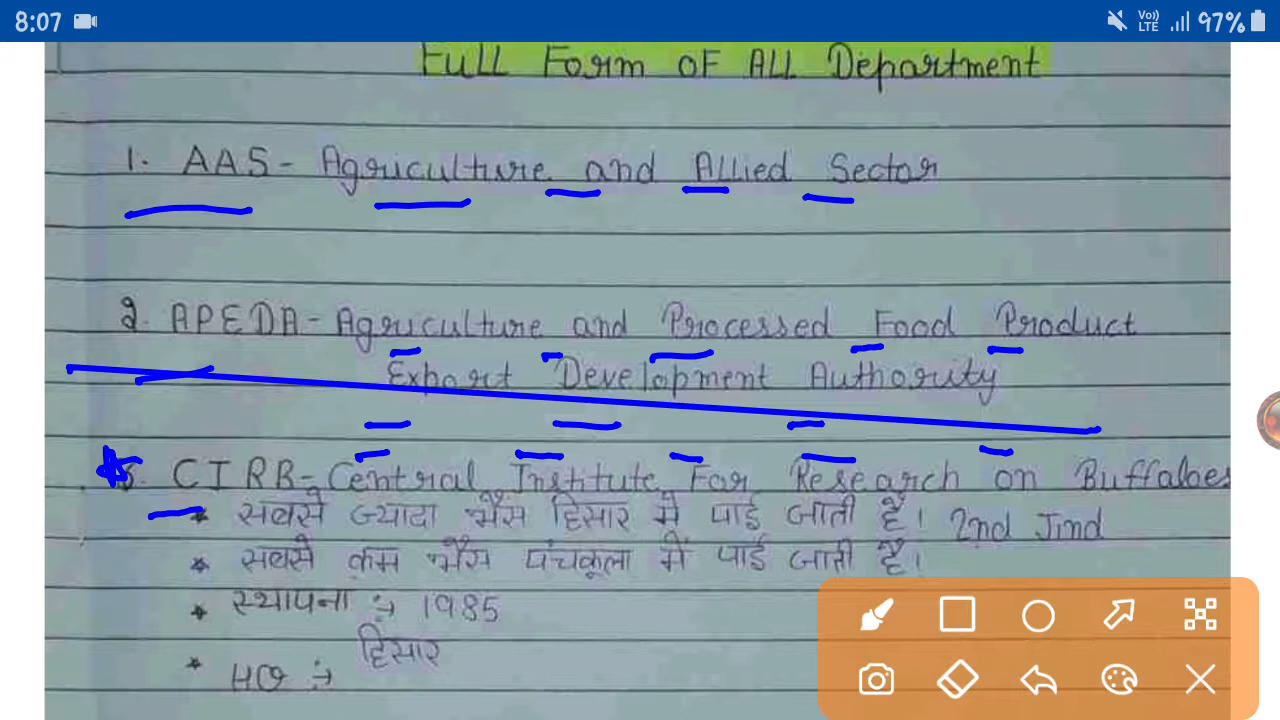 8:07
Vo)) LTE 97%
Full Form of All Department
1. AAS - Agriculture and Allied Sector
2. APEDA - Agriculture and Processed Food Product
Export Development Authority
3. CIRB - Central Institute For Research on Buffaloes
* सबसे ज्यादा भैंस हिसार में पाई जाती है। 2nd Jind
* सबसे कम भैंस पंचकूला में पाई जाती है।
* स्थापना :→ 1985
हिसार
* HQ :→